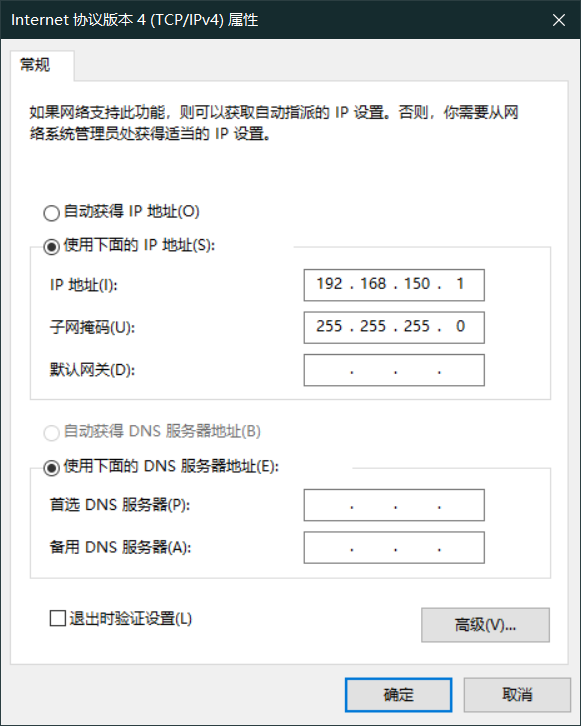 Internet 协议版本 4 (TCP/IPv4) 属性
常规
如果网络支持此功能，则可以获取自动指派的 IP 设置。否则，你需要从网
络系统管理员处获得适当的 IP 设置。
自动获得 IP 地址(O)
使用下面的 IP 地址(S):
IP 地址(I): 192 . 168 . 150 . 1
子网掩码(U): 255 . 255 . 255 . 0
默认网关(D): . . .
自动获得 DNS 服务器地址(B)
使用下面的 DNS 服务器地址(E):
首选 DNS 服务器(P): . . .
备用 DNS 服务器(A): . . .
退出时验证设置(L)
高级(V)...
确定 取消